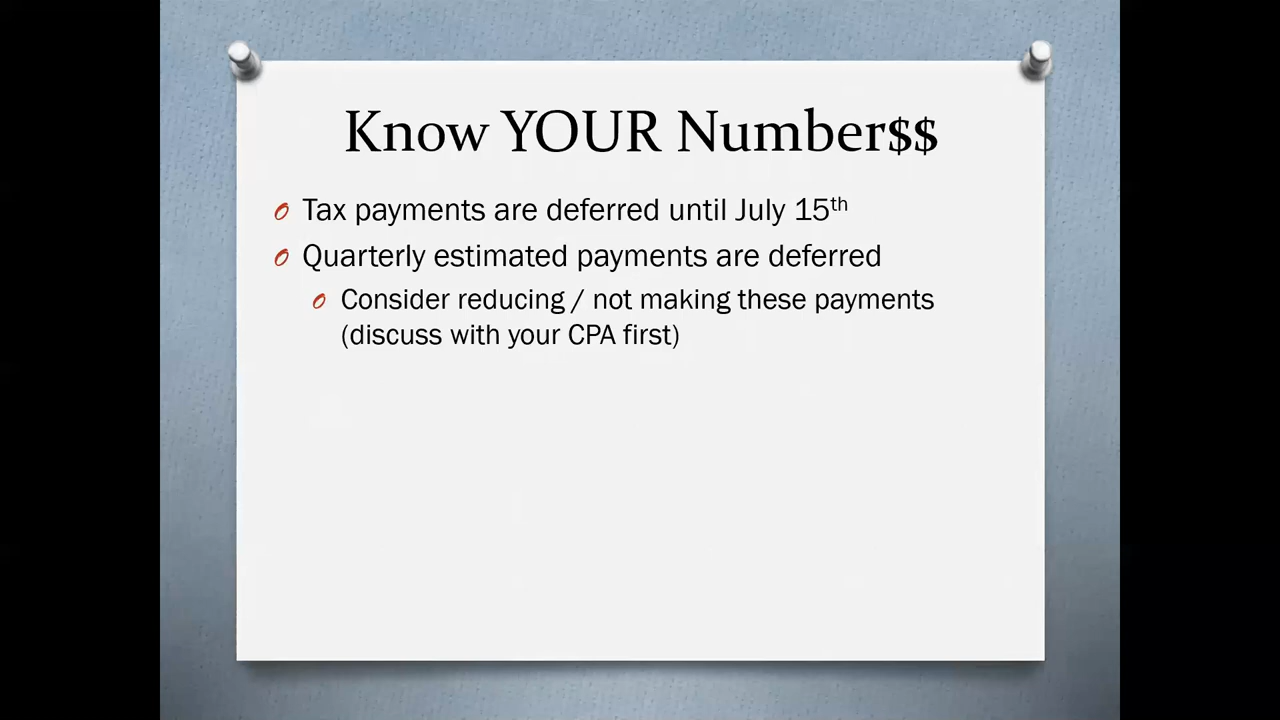 Know YOUR Number$$
Tax payments are deferred until July 15th
Quarterly estimated payments are deferred
Consider reducing / not making these payments
(discuss with your CPA first)